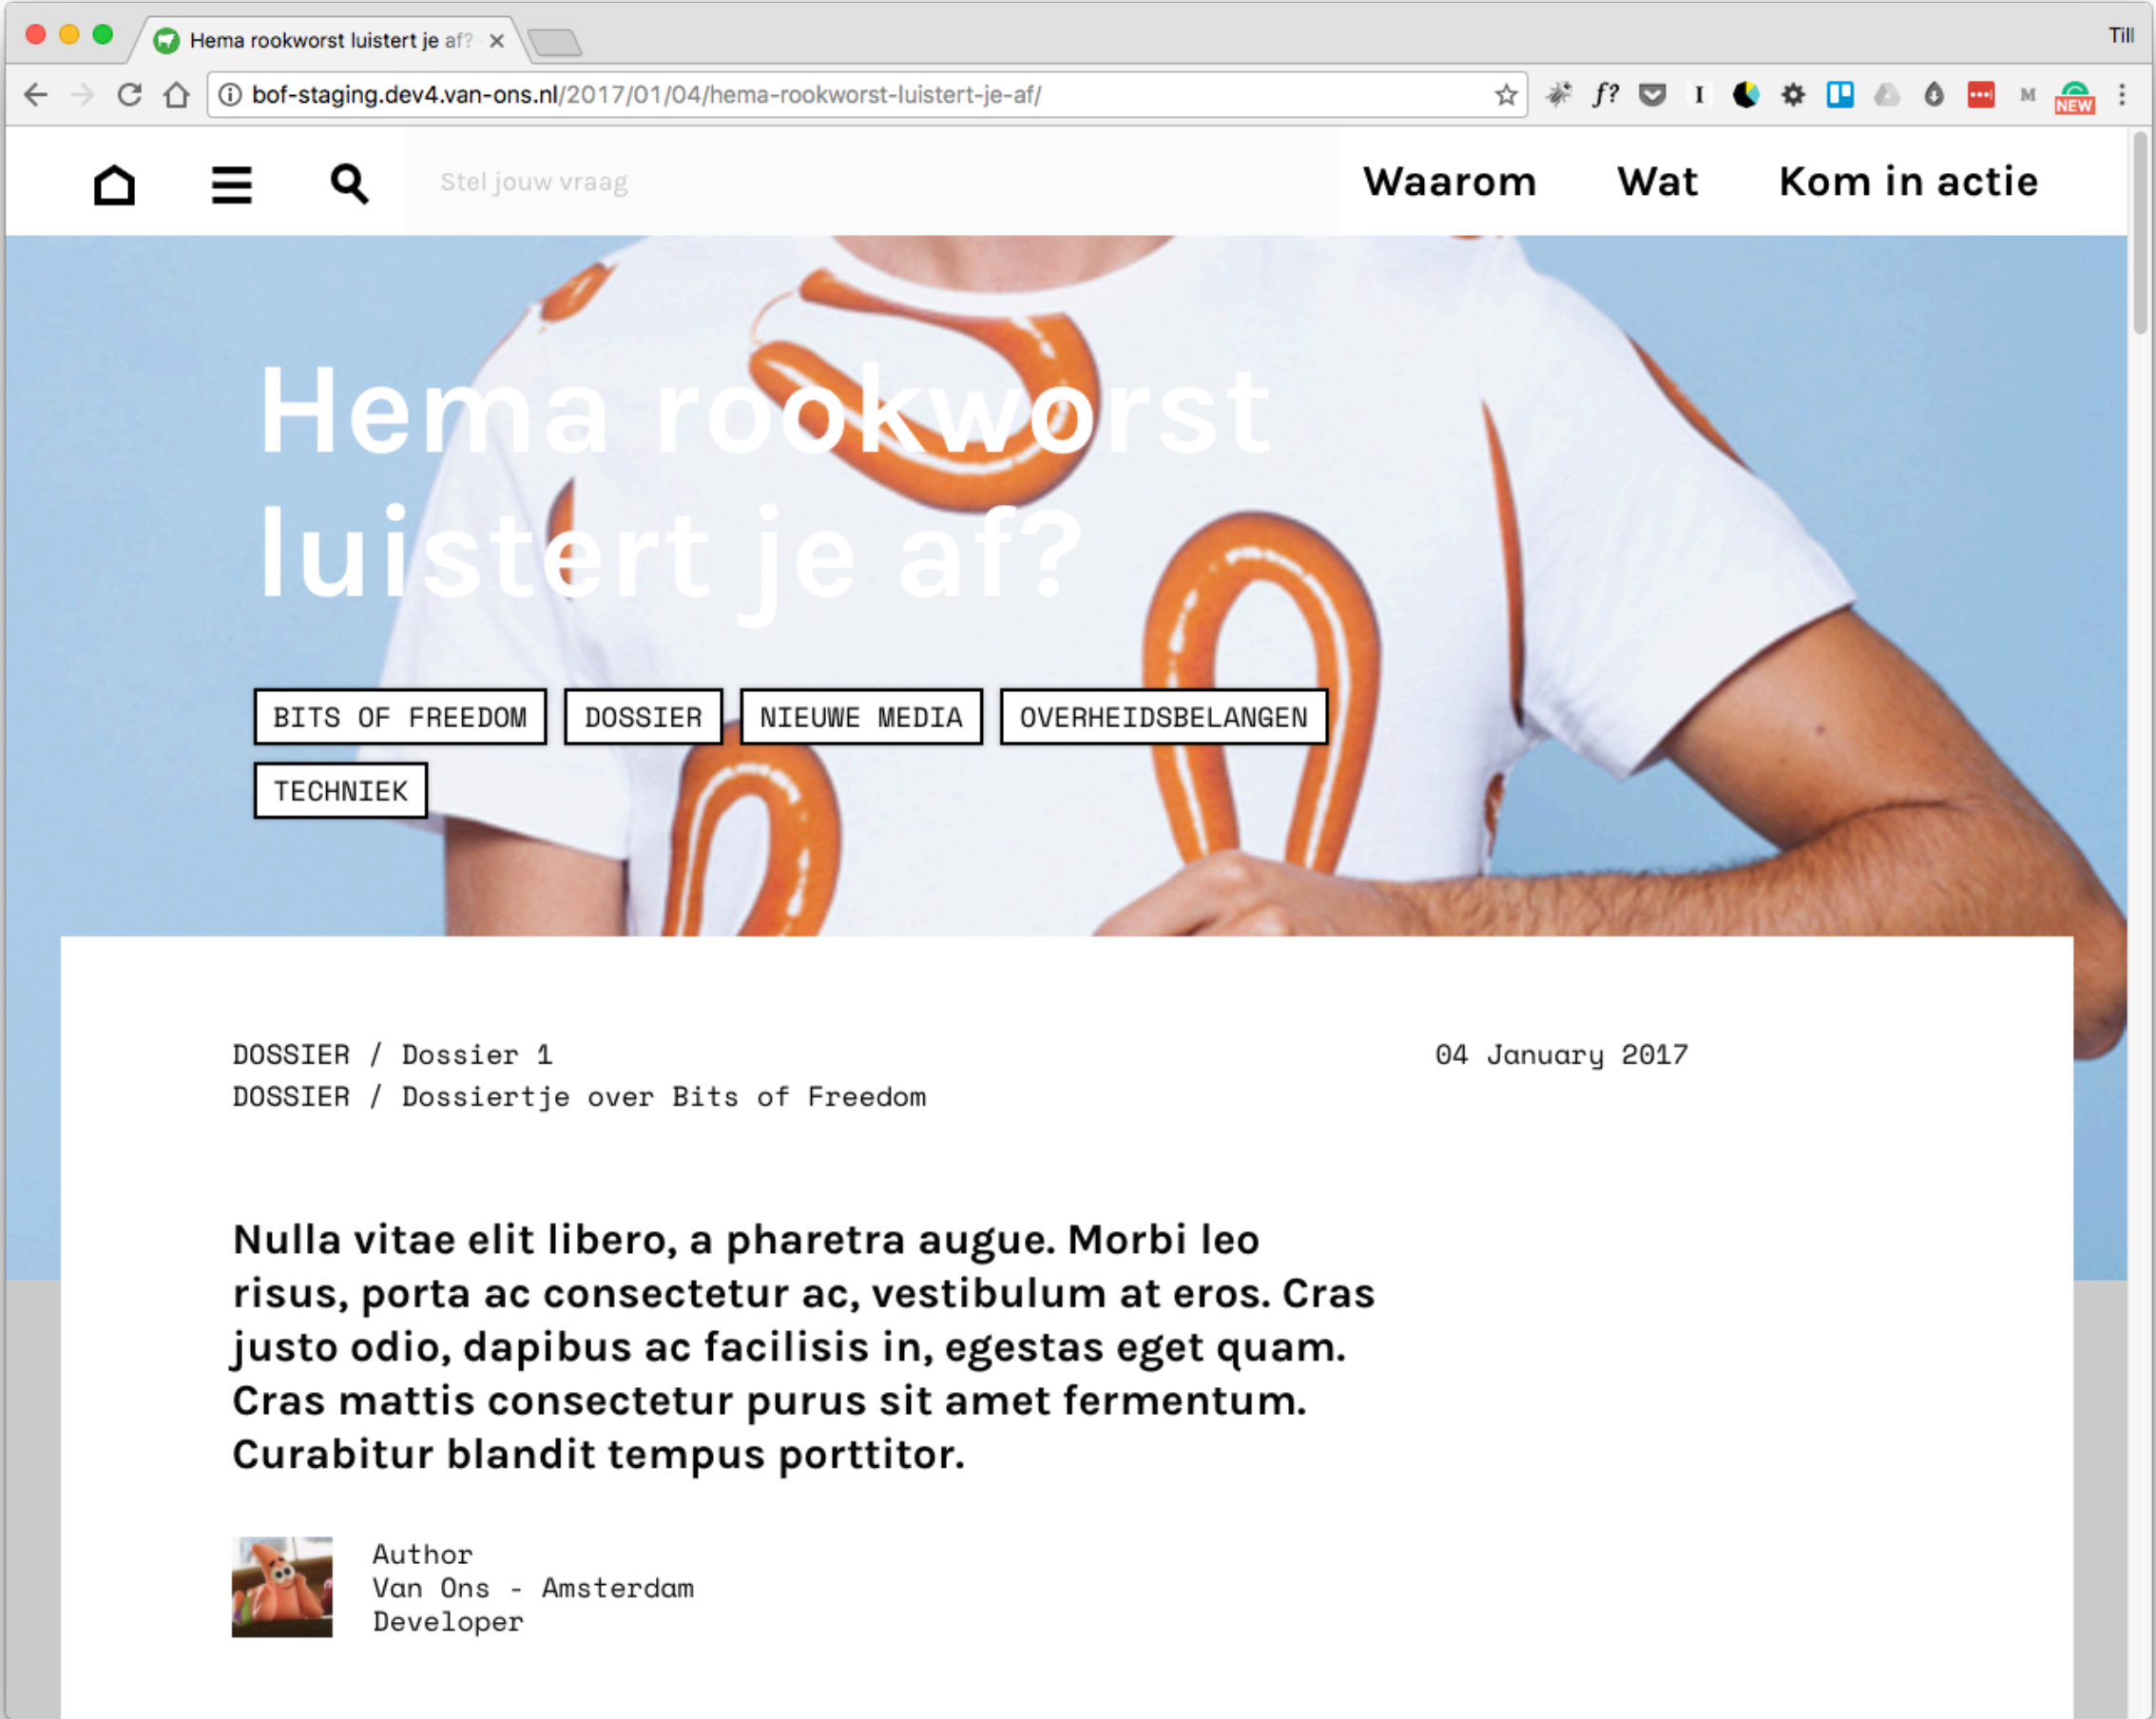 Hema rookworst luistert je af?
Till
bof-staging.dev4.van-ons.nl/2017/01/04/hema-rookworst-luistert-je-af/
f?
I
M
NEW
Stel jouw vraag
Waarom
Wat
Kom in actie
Hema rookworst
luistert je af?
BITS OF FREEDOM
DOSSIER
NIEUWE MEDIA
OVERHEIDSBELANGEN
TECHNIEK
DOSSIER / Dossier 1
04 January 2017
DOSSIER / Dossiertje over Bits of Freedom
Nulla vitae elit libero, a pharetra augue. Morbi leo
risus, porta ac consectetur ac, vestibulum at eros. Cras
justo odio, dapibus ac facilisis in, egestas eget quam.
Cras mattis consectetur purus sit amet fermentum.
Curabitur blandit tempus porttitor.
Author
Van Ons - Amsterdam
Developer